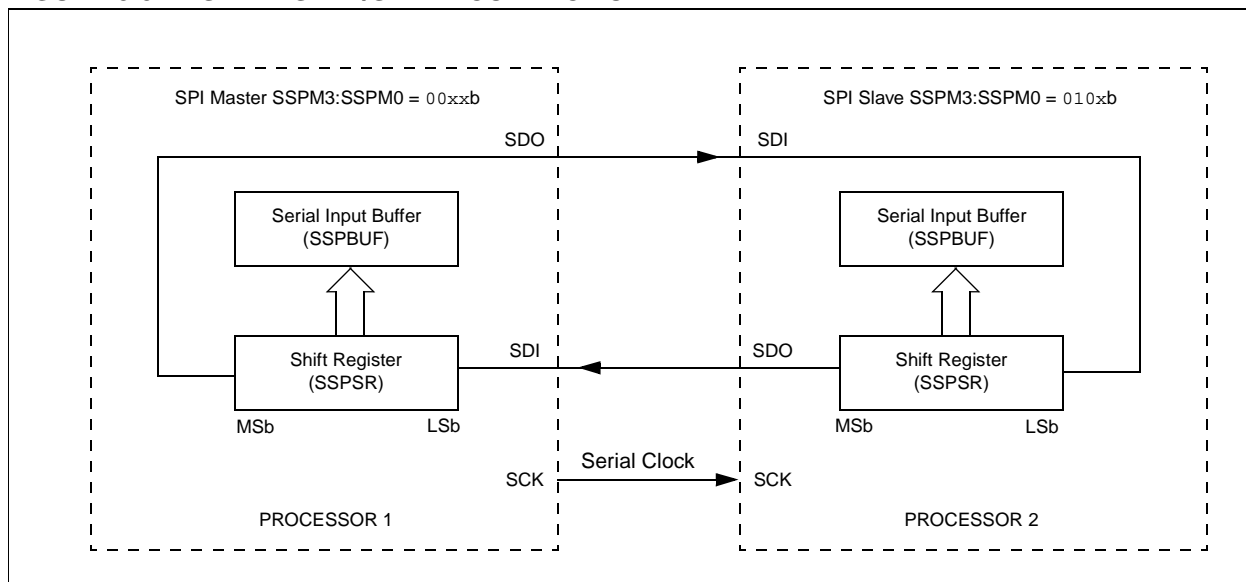 SPI Master SSPM3:SSPM0 = 00xxb
SPI Slave SSPM3:SSPM0 = 010xb
SDO
SDI
Serial Input Buffer
(SSPBUF)
Serial Input Buffer
(SSPBUF)
Shift Register
(SSPSR)
SDI
SDO
Shift Register
(SSPSR)
MSb
LSb
MSb
LSb
Serial Clock
SCK
SCK
PROCESSOR 1
PROCESSOR 2